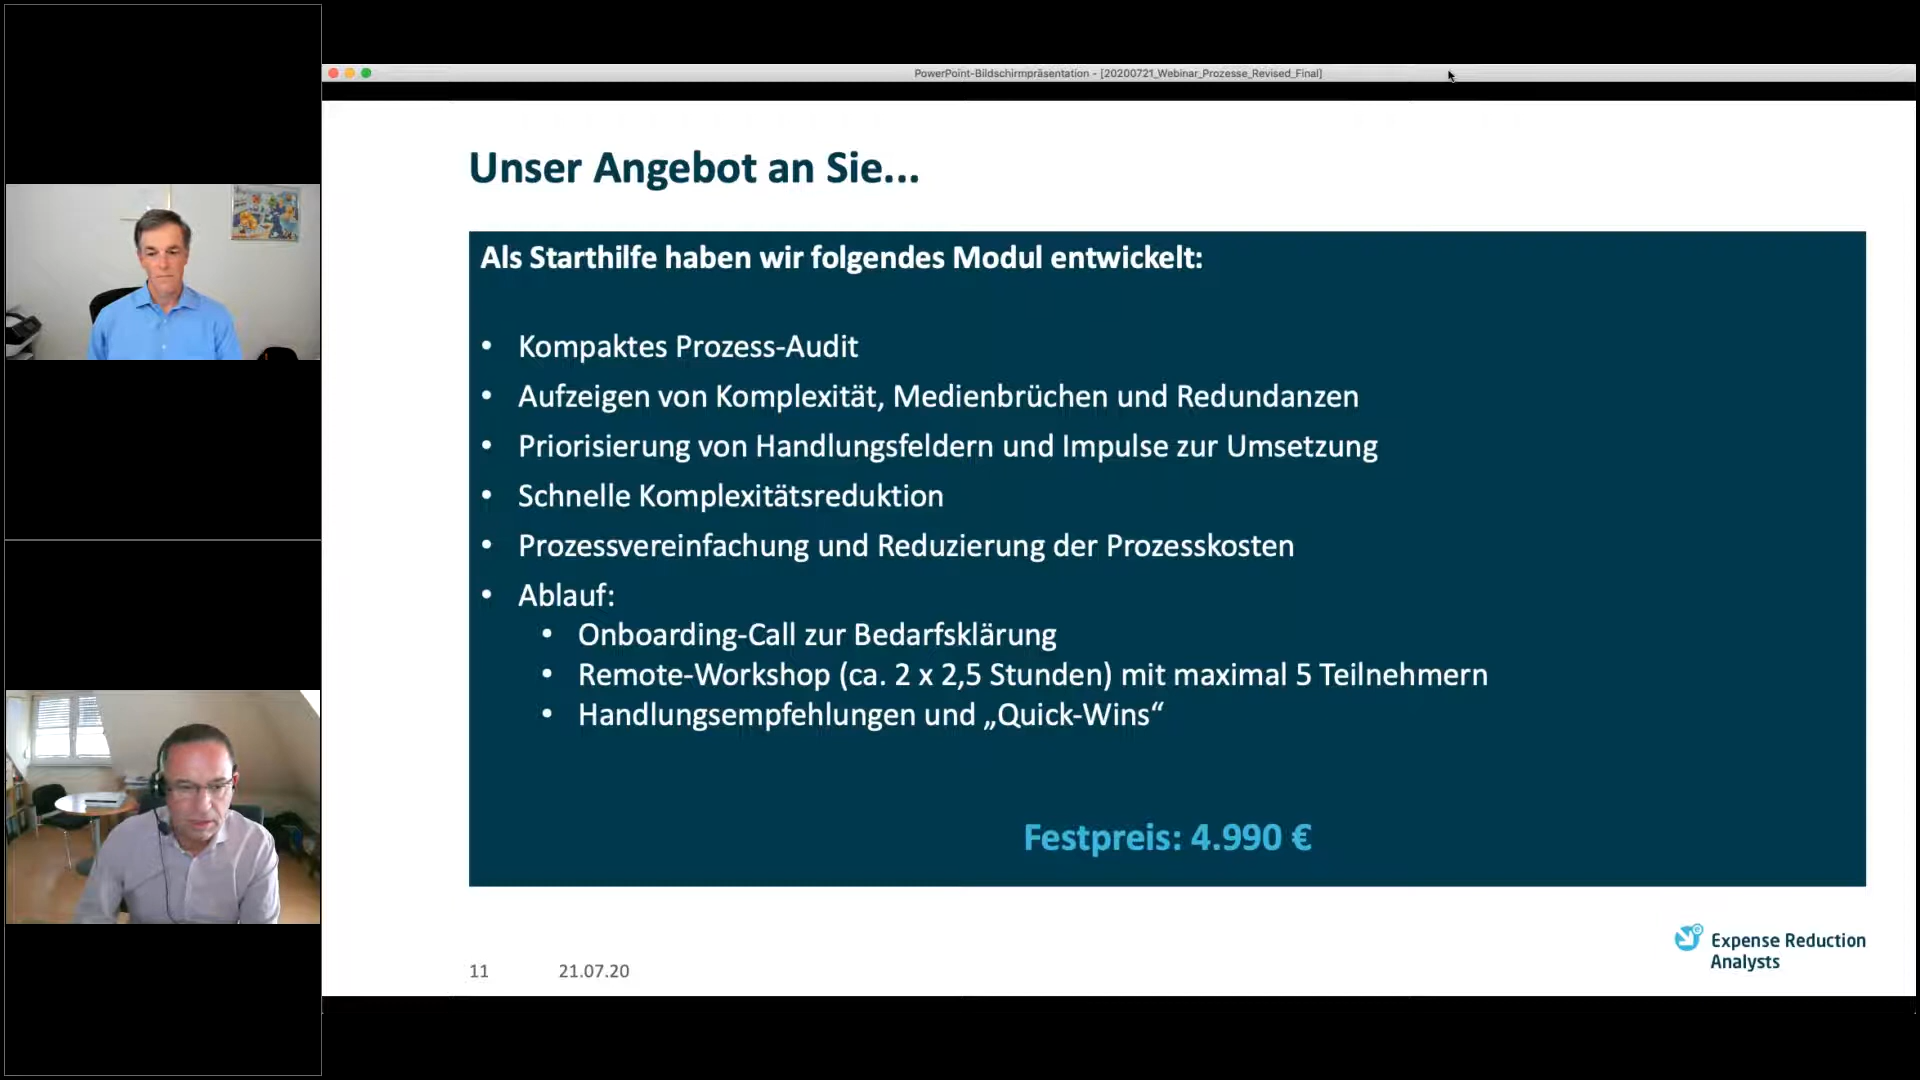 PowerPoint-Bildschirmpräsentation - [20200721_Webinar_Prozesse_Revised_Final]
Unser Angebot an Sie...
Als Starthilfe haben wir folgendes Modul entwickelt:
• Kompaktes Prozess-Audit
• Aufzeigen von Komplexität, Medienbrüchen und Redundanzen
• Priorisierung von Handlungsfeldern und Impulse zur Umsetzung
• Schnelle Komplexitätsreduktion
• Prozessvereinfachung und Reduzierung der Prozesskosten
• Ablauf:
• Onboarding-Call zur Bedarfsklärung
• Remote-Workshop (ca. 2 x 2,5 Stunden) mit maximal 5 Teilnehmern
• Handlungsempfehlungen und „Quick-Wins“
Festpreis: 4.990 €
Expense Reduction
Analysts
11 21.07.20